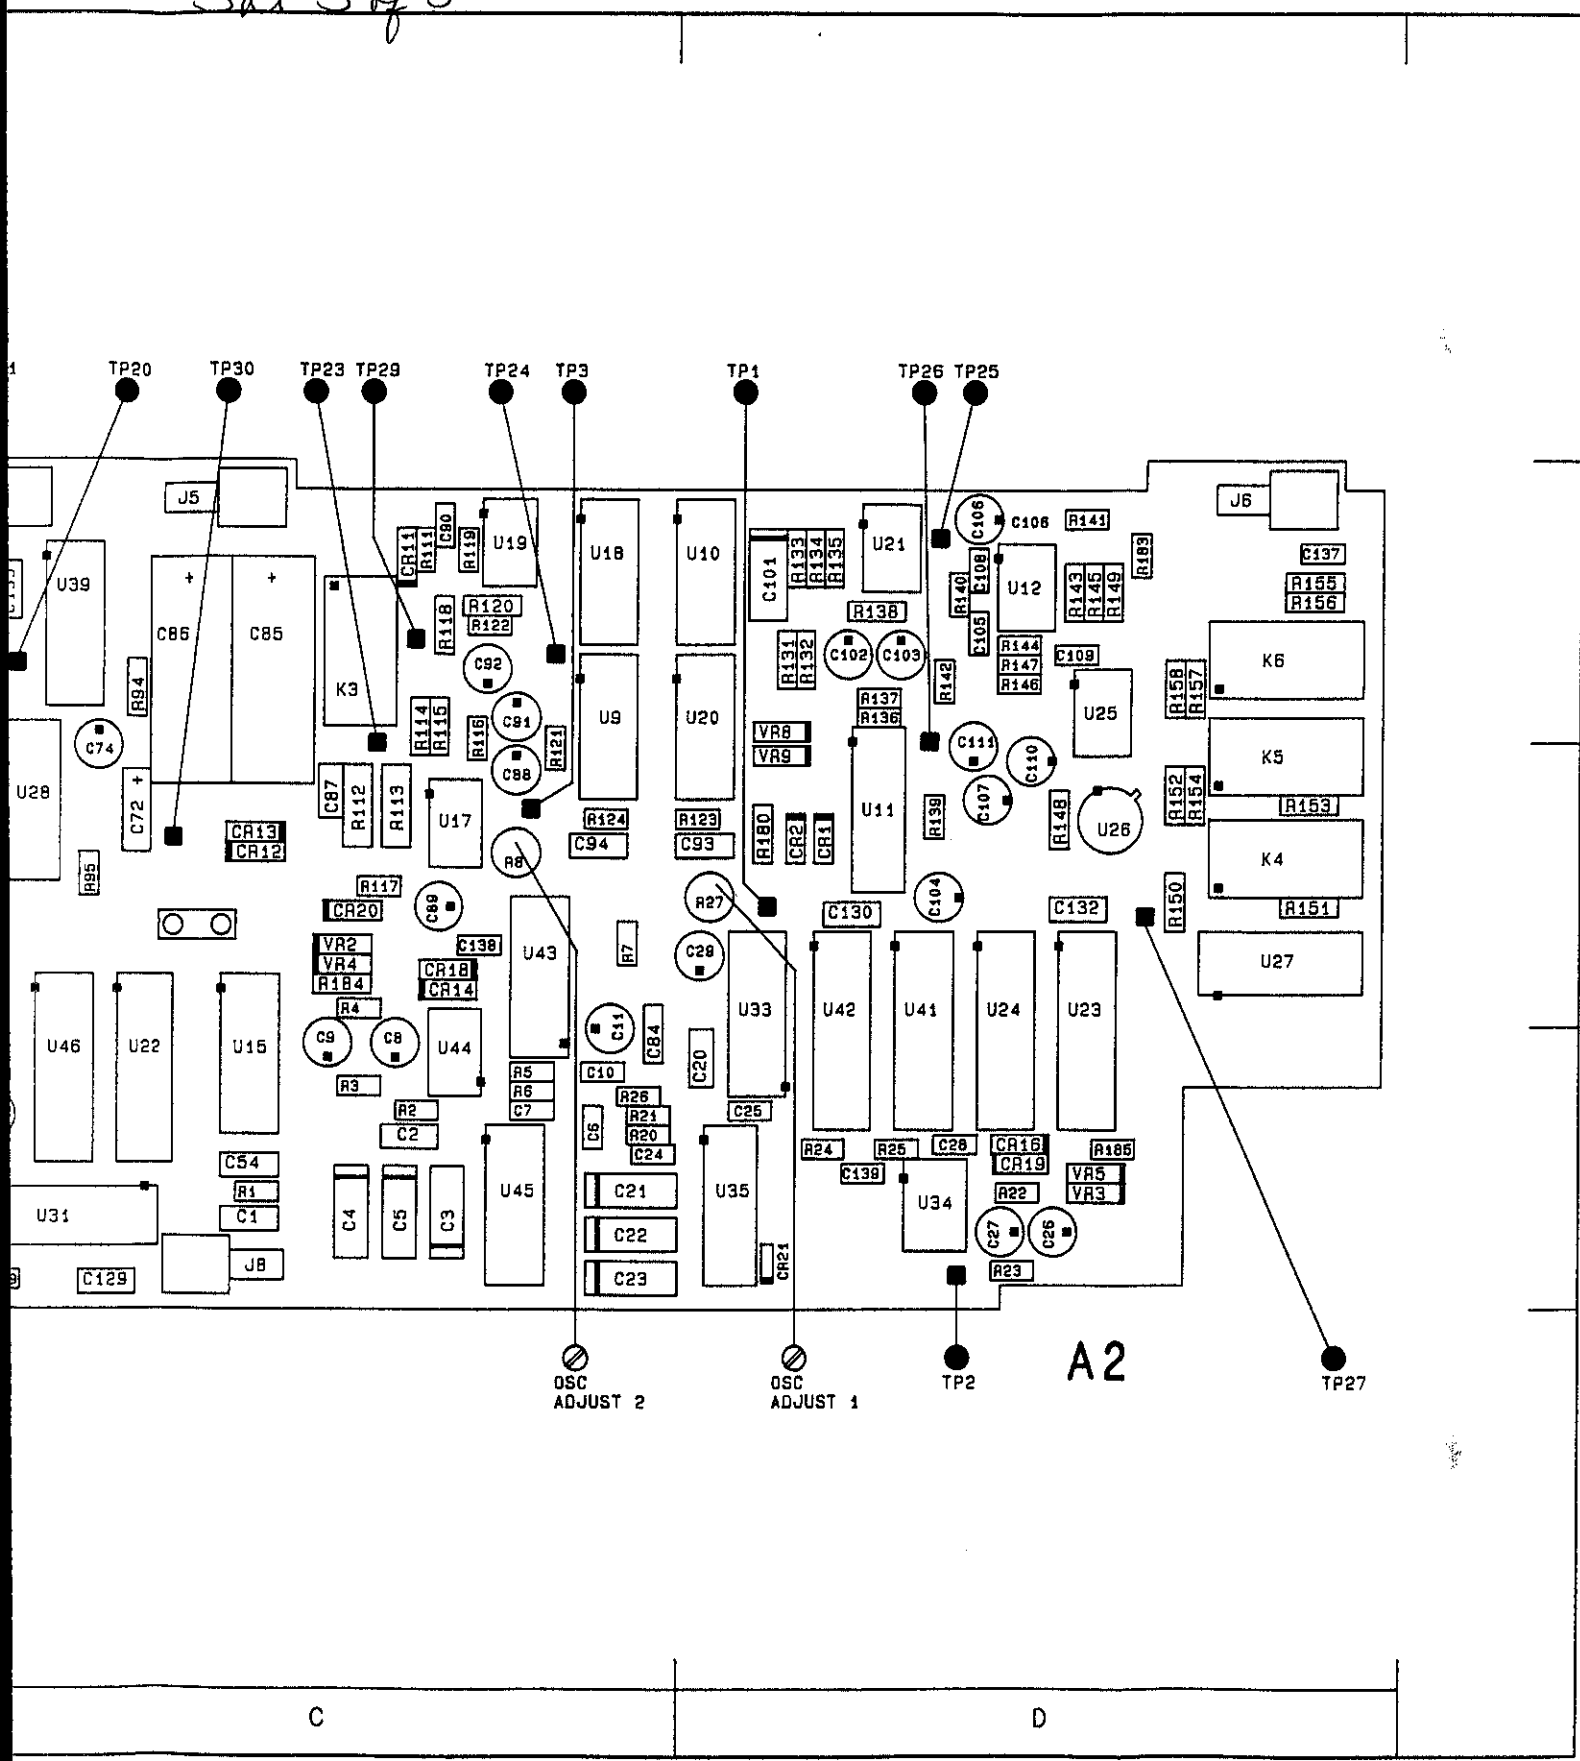 TP20 TP30 TP23 TP29 TP24 TP3 TP1 TP26 TP25
J5 J6
C90 U19 U18 U10 U21 C106 C106 R141
CR11 R111 R119 C101 R133 R134 R135 R183 C137
U39 C108 U12 R143 R145 R149 R155
R120 R140 R138 R156
C86 C85 R118 R122 C105
R131 R132 C102 C103 R144 K6
C92 R147 C109
R94 K3 R142 R146 R158 R157
R137
C91 U9 U20 R136 U25
R114 R115 R116 R121 VR8 C111
C74 C88 VR9 C110 K5
U28 C87 R112 R113 C107 R152 R154
C72 + U17 U11 R139 R148 R153
CR13 R124 R123 R180 CR2 CR1 U26
CR12 R8 C94 C93 K4
R95 R117
CR20 C89 R27 C130 C104 C132 R150 R151
VR2 C138 U43 R7 C29
VR4 CR18 U27
R184 CR14
R4 U33 U42 U41 U24 U23
U46 U22 U15 C9 C8 U44 C11 C84
R3 R5 C10 C20
R6 R26
R2 C7 R21 C25
C2 C6 R20 R24 R25 C28 CR16 R185
C54 C24 C139 CR19
R1 C21 U35 VR5
U31 C1 C4 C5 C3 U45 U34 R22 VR3
C22 C27 C26
J8 CR21
C129 C23 R23
OSC
ADJUST 2
OSC
ADJUST 1
TP2
A2
TP27
C D